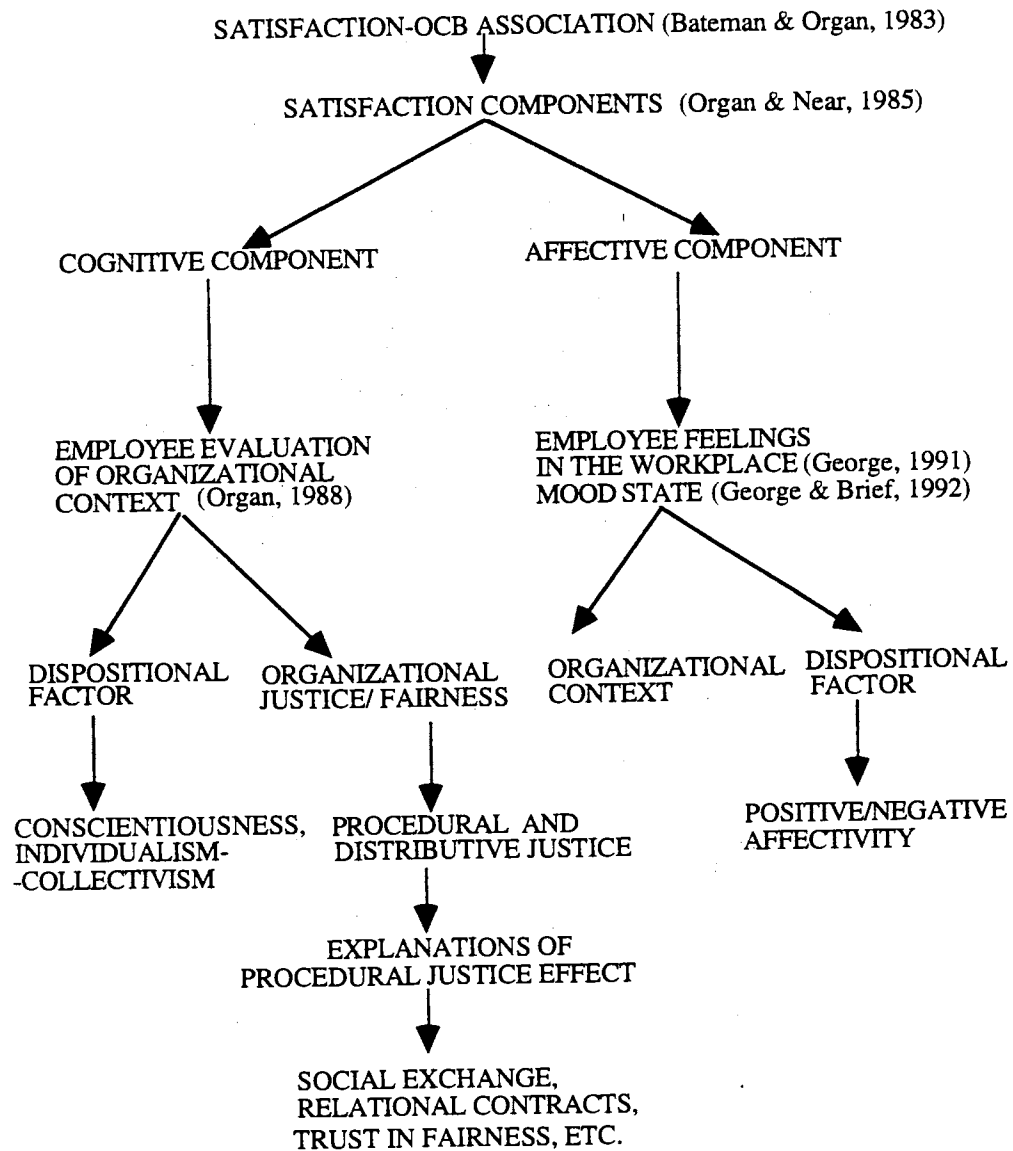 SATISFACTION-OCB ASSOCIATION (Bateman & Organ, 1983)
SATISFACTION COMPONENTS (Organ & Near, 1985)
COGNITIVE COMPONENT
AFFECTIVE COMPONENT
EMPLOYEE EVALUATION
OF ORGANIZATIONAL
CONTEXT (Organ, 1988)
EMPLOYEE FEELINGS
IN THE WORKPLACE (George, 1991)
MOOD STATE (George & Brief, 1992)
DISPOSITIONAL
FACTOR
ORGANIZATIONAL
JUSTICE/ FAIRNESS
ORGANIZATIONAL
CONTEXT
DISPOSITIONAL
FACTOR
CONSCIENTIOUSNESS,
INDIVIDUALISM-
-COLLECTIVISM
PROCEDURAL AND
DISTRIBUTIVE JUSTICE
POSITIVE/NEGATIVE
AFFECTIVITY
EXPLANATIONS OF
PROCEDURAL JUSTICE EFFECT
SOCIAL EXCHANGE,
RELATIONAL CONTRACTS,
TRUST IN FAIRNESS, ETC.